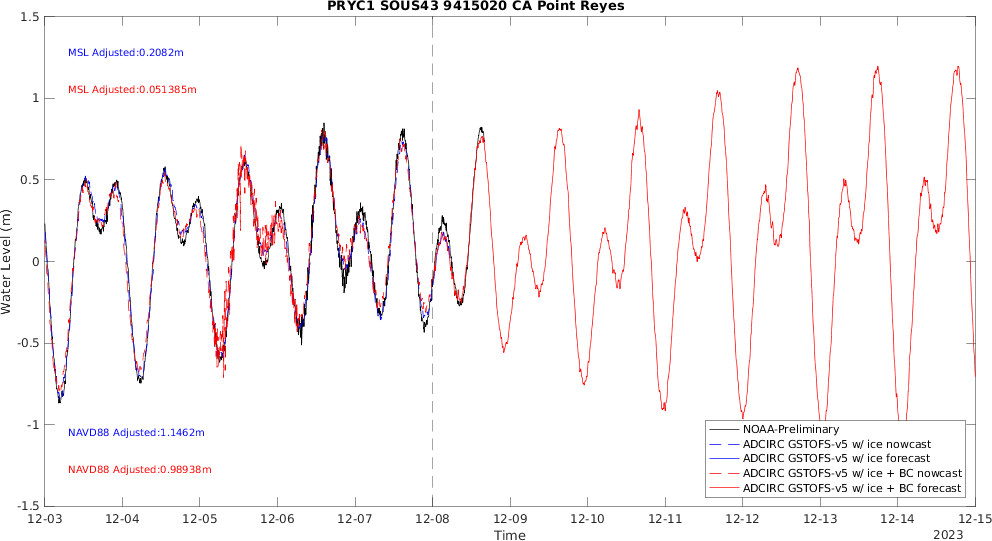 PRYC1 SOUS43 9415020 CA Point Reyes
1.5
1
0.5
0
-0.5
-1
-1.5
Water Level (m)
MSL Adjusted:0.2082m
MSL Adjusted:0.051385m
NAVD88 Adjusted:1.1462m
NAVD88 Adjusted:0.98938m
NOAA-Preliminary
ADCIRC GSTOFS-v5 w/ ice nowcast
ADCIRC GSTOFS-v5 w/ ice forecast
ADCIRC GSTOFS-v5 w/ ice + BC nowcast
ADCIRC GSTOFS-v5 w/ ice + BC forecast
12-03 12-04 12-05 12-06 12-07 12-08 12-09 12-10 12-11 12-12 12-13 12-14 12-15
Time
2023